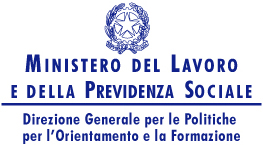 MINISTERO DEL LAVORO
E DELLA PREVIDENZA SOCIALE
Direzione Generale per le Politiche
per l'Orientamento e la Formazione